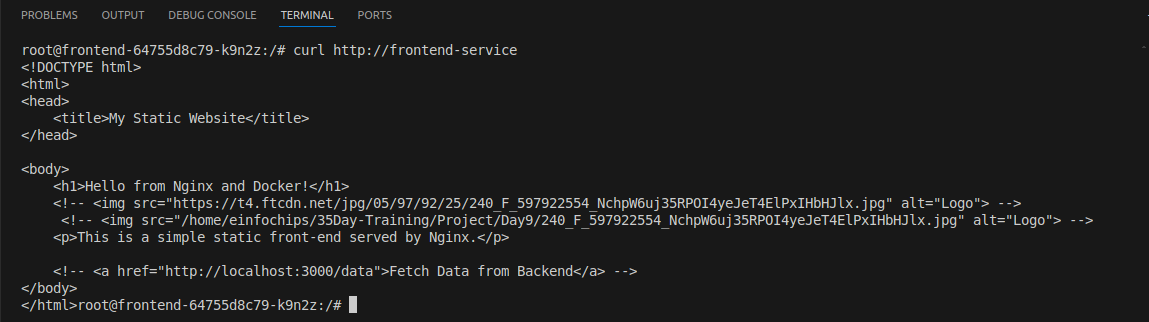 PROBLEMS OUTPUT DEBUG CONSOLE TERMINAL PORTS
root@frontend-64755d8c79-k9n2z:/# curl http://frontend-service
<!DOCTYPE html>
<html>
<head>
    <title>My Static Website</title>
</head>

<body>
    <h1>Hello from Nginx and Docker!</h1>
    <!-- <img src="https://t4.ftcdn.net/jpg/05/97/92/25/240_F_597922554_NchpW6uj35RPOI4yeJeT4ElPxIHbHJlx.jpg" alt="Logo"> -->
     <!-- <img src="/home/einfochips/35Day-Training/Project/Day9/240_F_597922554_NchpW6uj35RPOI4yeJeT4ElPxIHbHJlx.jpg" alt="Logo"> -->
    <p>This is a simple static front-end served by Nginx.</p>

    <!-- <a href="http://localhost:3000/data">Fetch Data from Backend</a> -->
</body>
</html>root@frontend-64755d8c79-k9n2z:/#